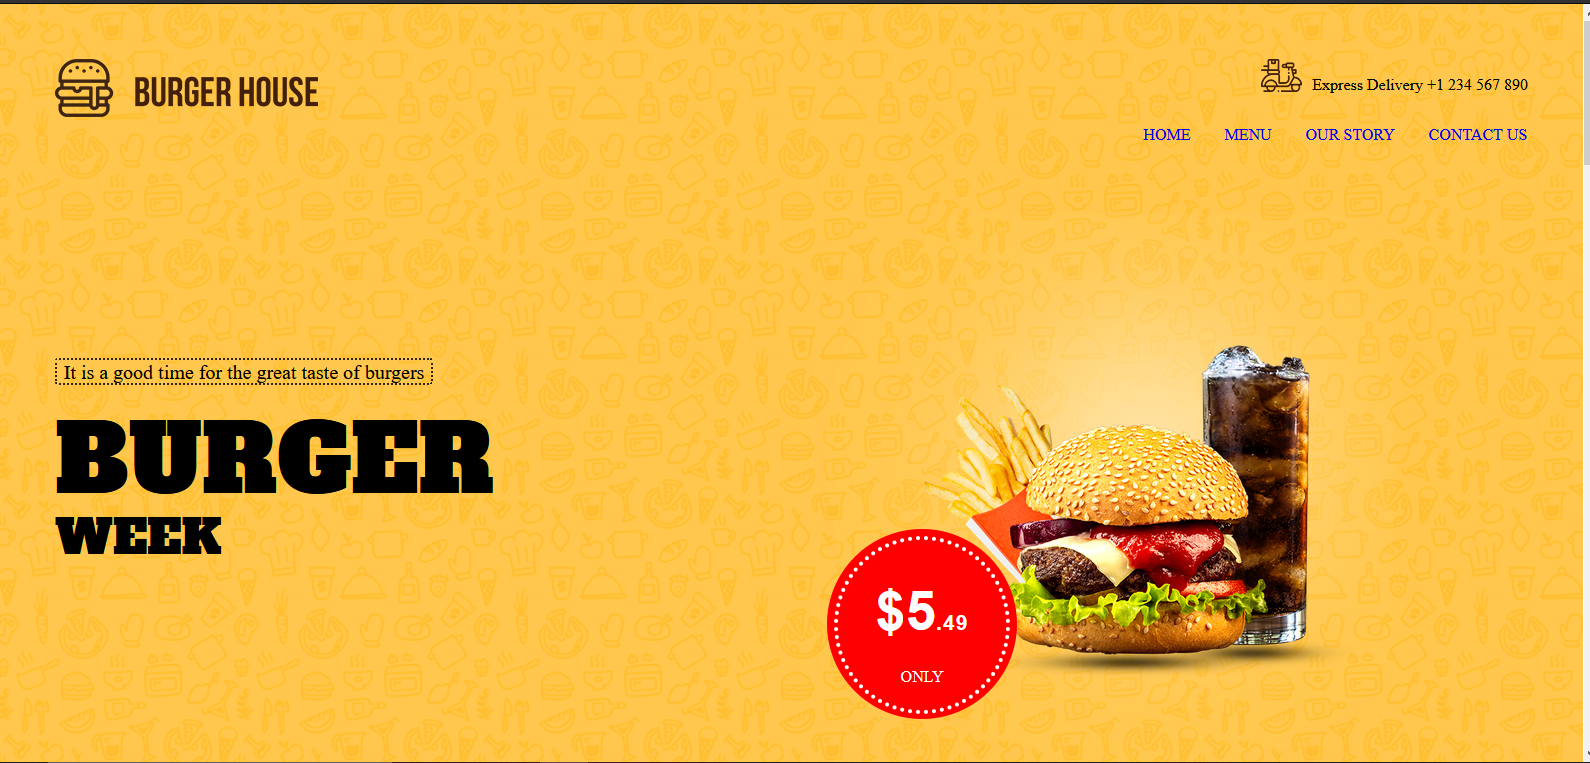 BURGER HOUSE
Express Delivery +1 234 567 890
HOME MENU OUR STORY CONTACT US
It is a good time for the great taste of burgers
BURGER
WEEK
$5.49
ONLY